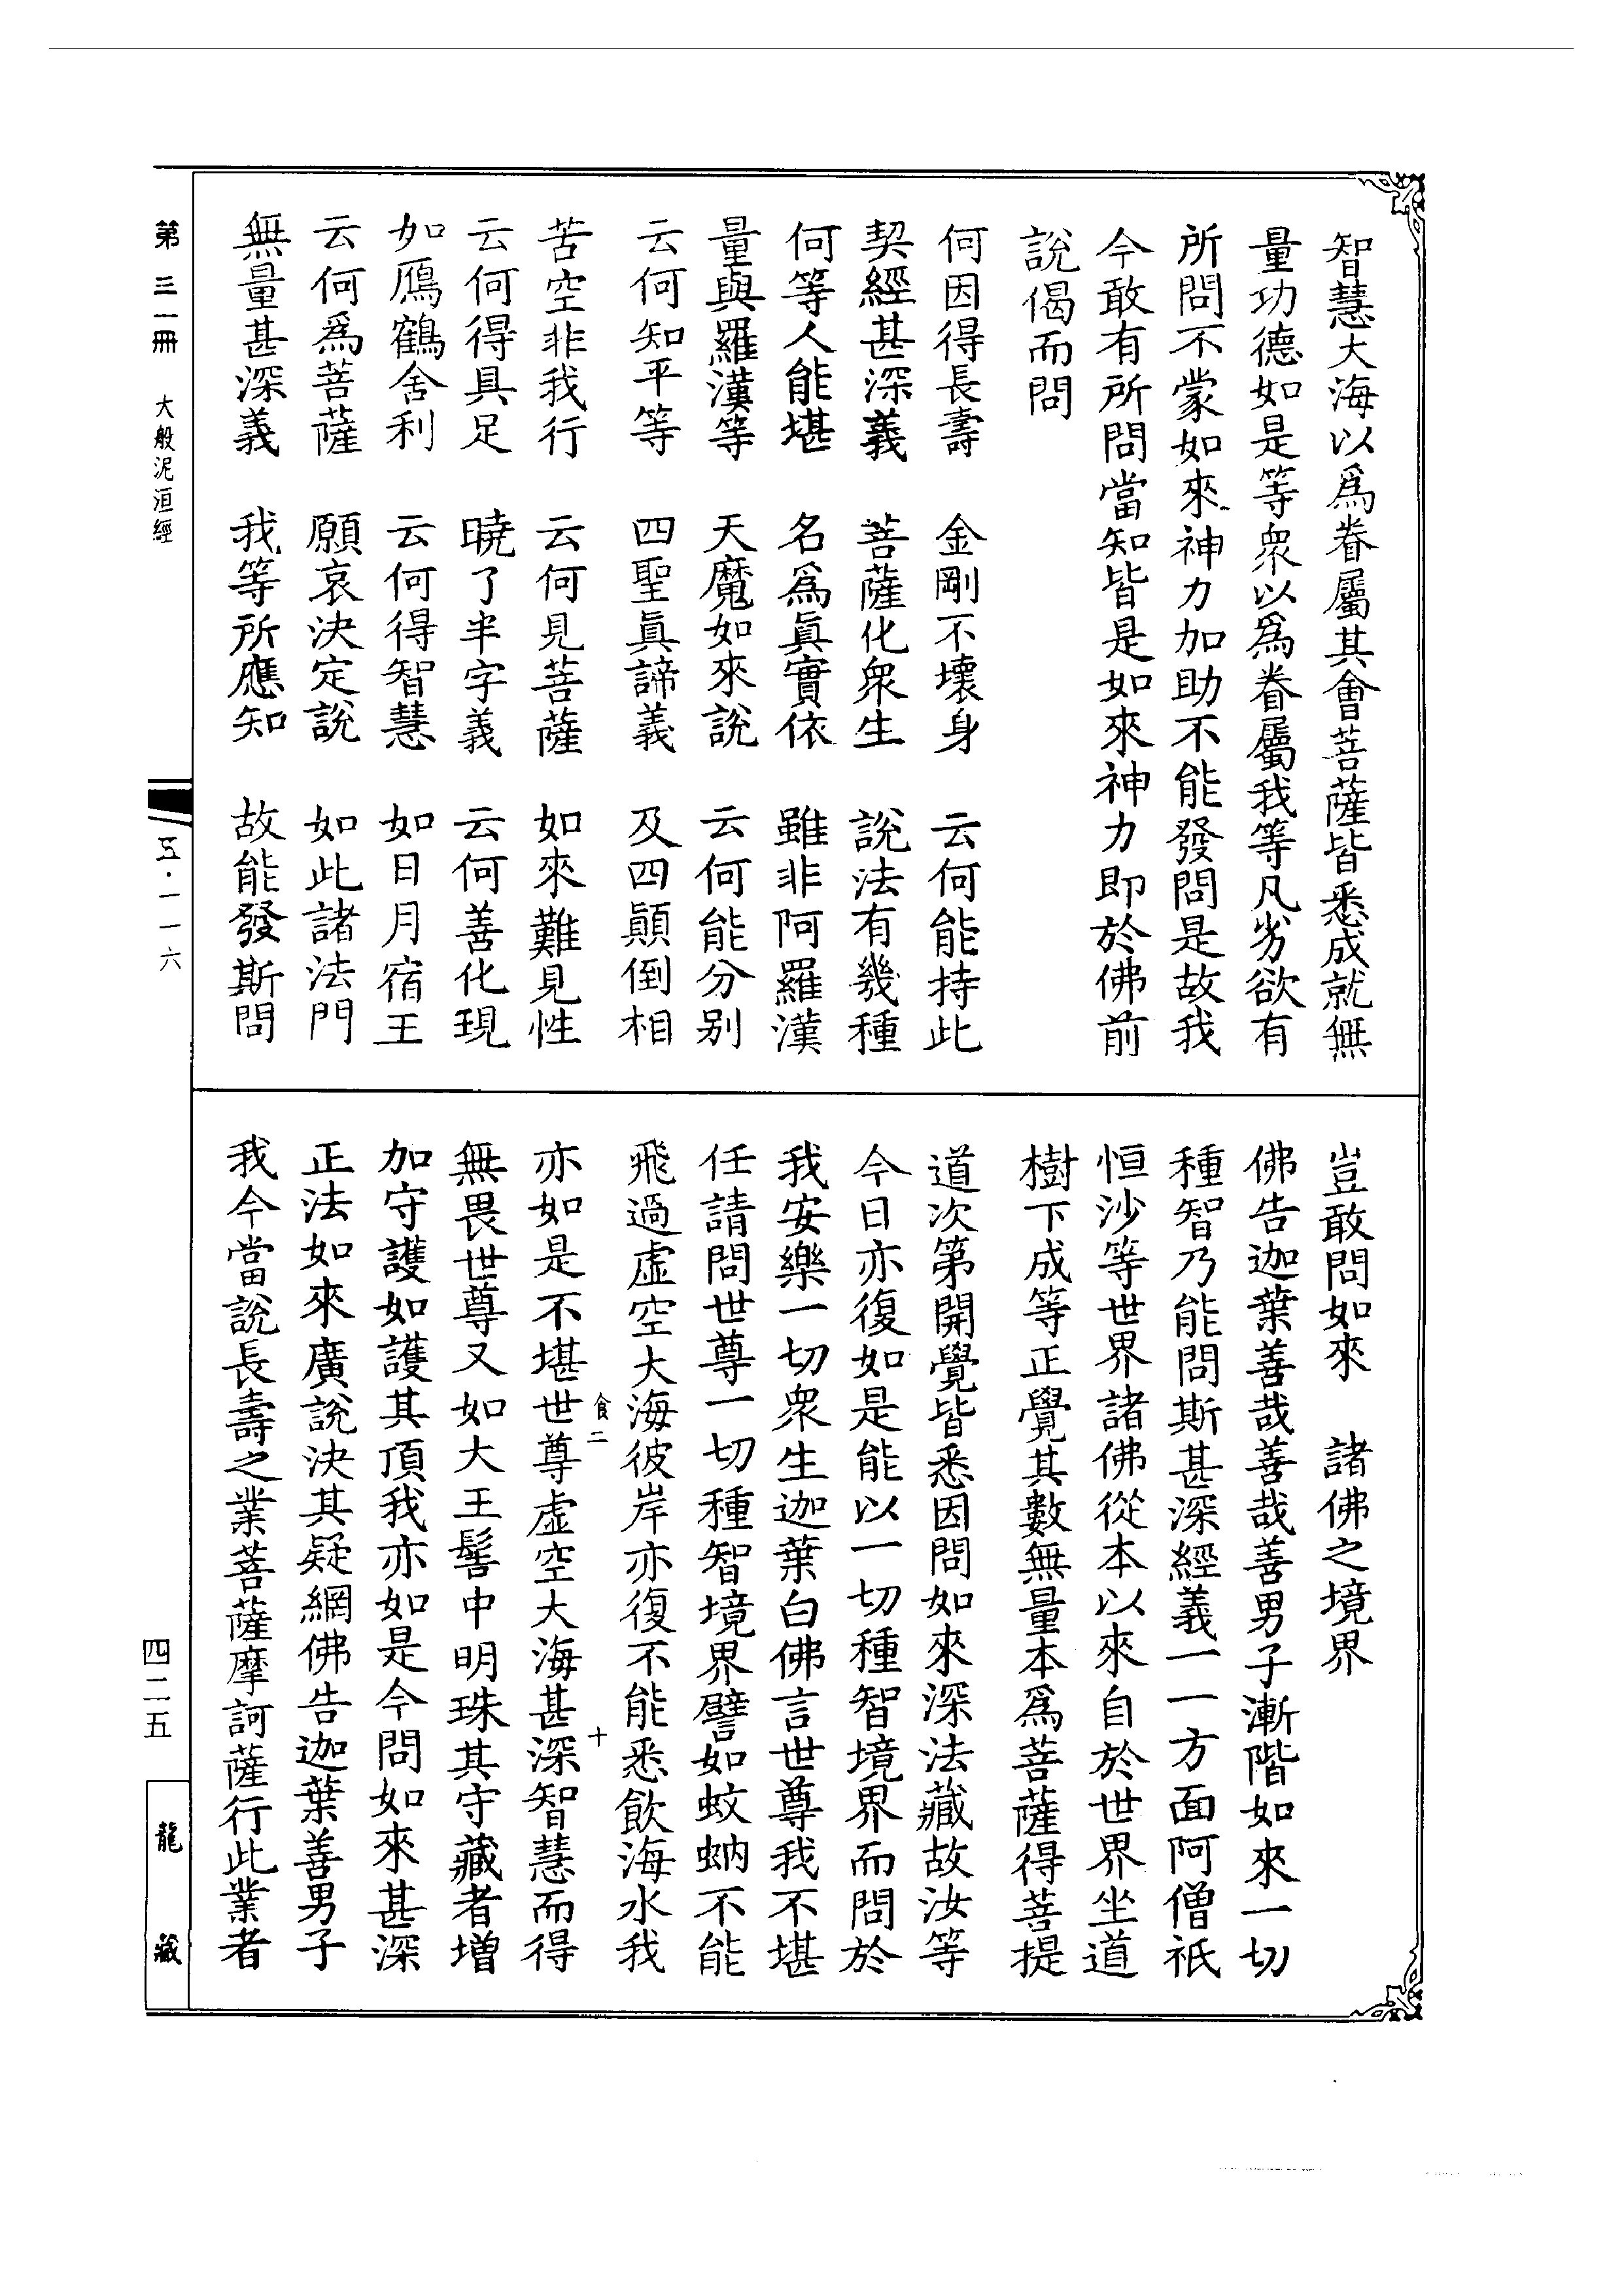 智慧大海以爲眷屬其會菩薩皆悉成就無
量功德如是等衆以爲眷屬我等凡劣欲有
所問不蒙如來神力加助不能發問是故我
今敢有所問當知皆是如來神力即於佛前
說偈而問
何因得長壽　金剛不壞身　云何能持此
契經甚深義　菩薩化衆生　說法有幾種
何等人能堪　名爲眞實依　雖非阿羅漢
量與羅漢等　天魔如來說　云何能分别
云何知平等　四聖眞諦義　及四顚倒相
苦空非我行　云何見菩薩　如來難見性
云何得具足　曉了半字義　云何善化現
如鴈鶴舍利　云何得智慧　如日月宿王
云何爲菩薩　願哀決定說　如此諸法門
無量甚深義　我等所應知　故能發斯問
豈敢問如來　諸佛之境界
佛告迦葉善哉善哉善男子漸階如來一切
種智乃能問斯甚深經義一一方面阿僧祇
恒沙等世界諸佛從本以來自於世界坐道
樹下成等正覺其數無量本爲菩薩得菩提
道次第開覺皆悉因問如來深法藏故汝等
今日亦復如是能以一切種智境界而問於
我安樂一切衆生迦葉白佛言世尊我不堪
任請問世尊一切種智境界譬如蚊蚋不能
飛過虛空大海彼岸亦復不能悉飮海水我
食二　十
亦如是不堪世尊虛空大海甚深智慧而得
無畏世尊又如大王髻中明珠其守藏者增
加守護如護其頂我亦如是今問如來甚深
正法如來廣說決其疑網佛告迦葉善男子
我今當說長壽之業菩薩摩訶薩行此業者
第三一冊　大般泥洹經　五·一一六
四二五　龍藏